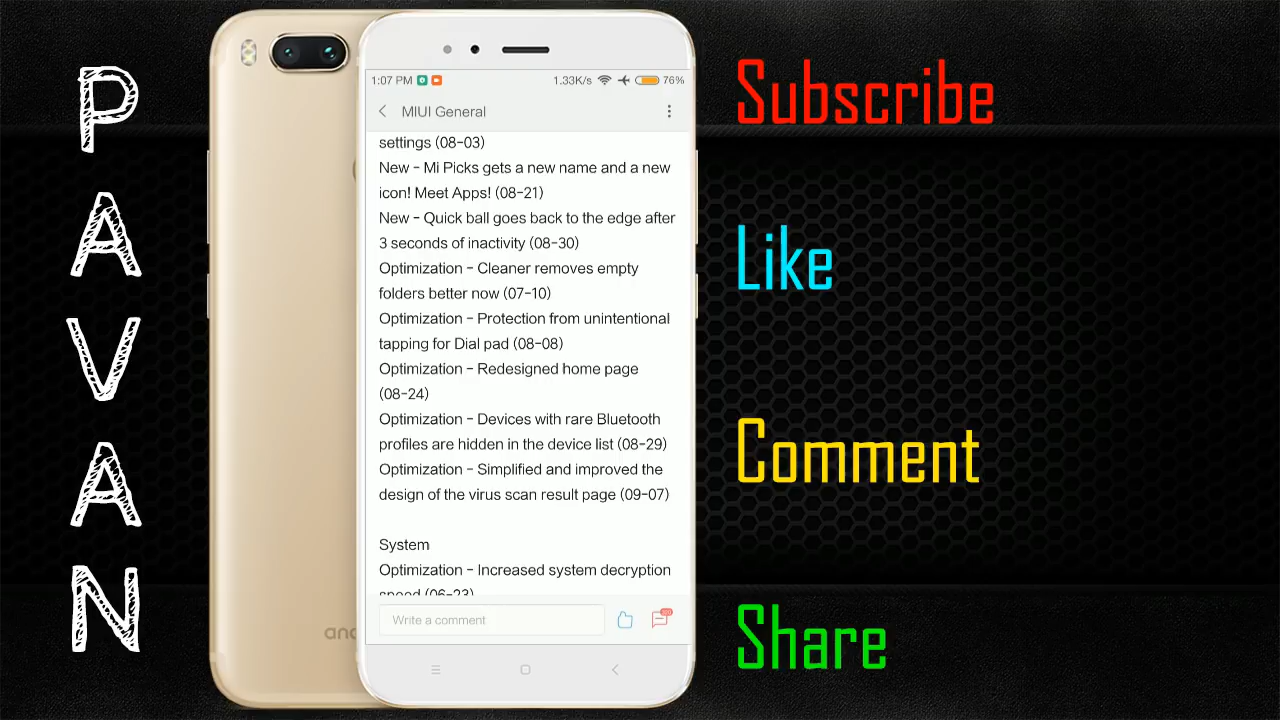 PAVAN
1:07 PM
1.33K/s
76%
MIUI General
settings (08-03)
New - Mi Picks gets a new name and a new
icon! Meet Apps! (08-21)
New - Quick ball goes back to the edge after
3 seconds of inactivity (08-30)
Optimization - Cleaner removes empty
folders better now (07-10)
Optimization - Protection from unintentional
tapping for Dial pad (08-08)
Optimization - Redesigned home page
(08-24)
Optimization - Devices with rare Bluetooth
profiles are hidden in the device list (08-29)
Optimization - Simplified and improved the
design of the virus scan result page (09-07)
System
Optimization - Increased system decryption
speed (06-23)
Write a comment
and
Subscribe
Like
Comment
Share